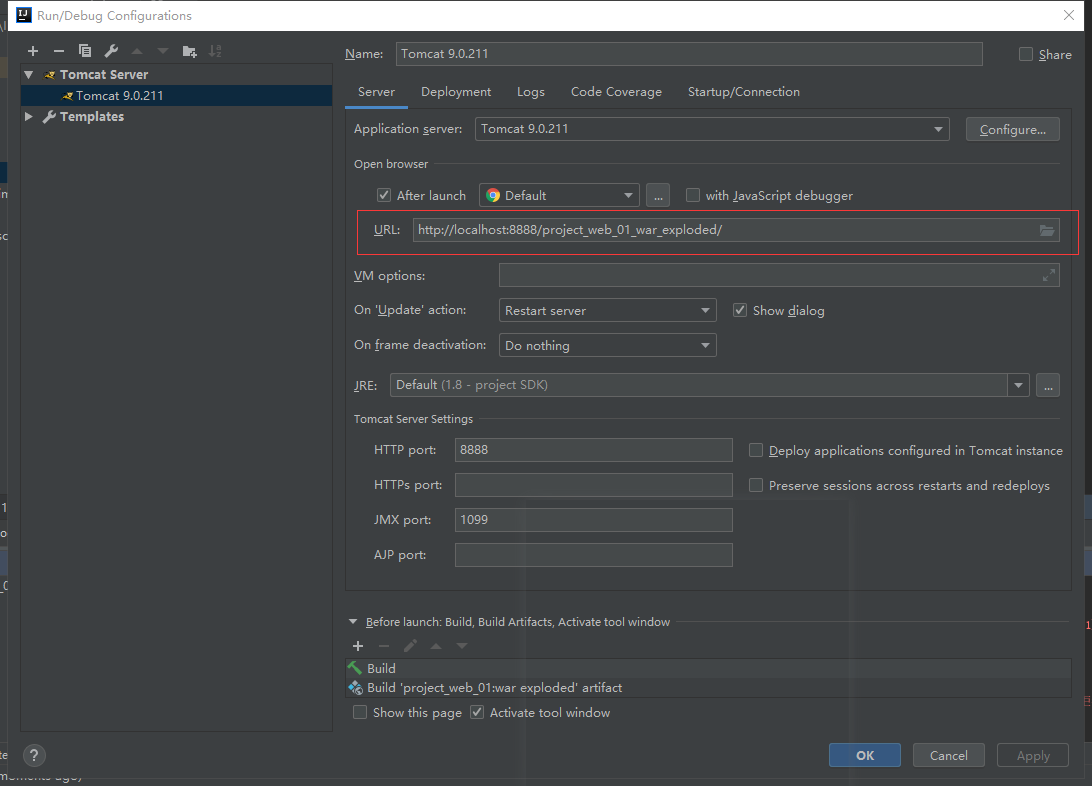 Run/Debug Configurations
Name: Tomcat 9.0.211 Share
Tomcat Server
Tomcat 9.0.211
Templates
Server Deployment Logs Code Coverage Startup/Connection
Application server: Tomcat 9.0.211 Configure...
Open browser
After launch Default ... with JavaScript debugger
URL: http://localhost:8888/project_web_01_war_exploded/
VM options:
On 'Update' action: Restart server Show dialog
On frame deactivation: Do nothing
JRE: Default (1.8 - project SDK) ...
Tomcat Server Settings
HTTP port: 8888 Deploy applications configured in Tomcat instance
HTTPs port: Preserve sessions across restarts and redeploys
JMX port: 1099
AJP port:
Before launch: Build, Build Artifacts, Activate tool window
Build
Build 'project_web_01:war exploded' artifact
Show this page Activate tool window
? OK Cancel Apply